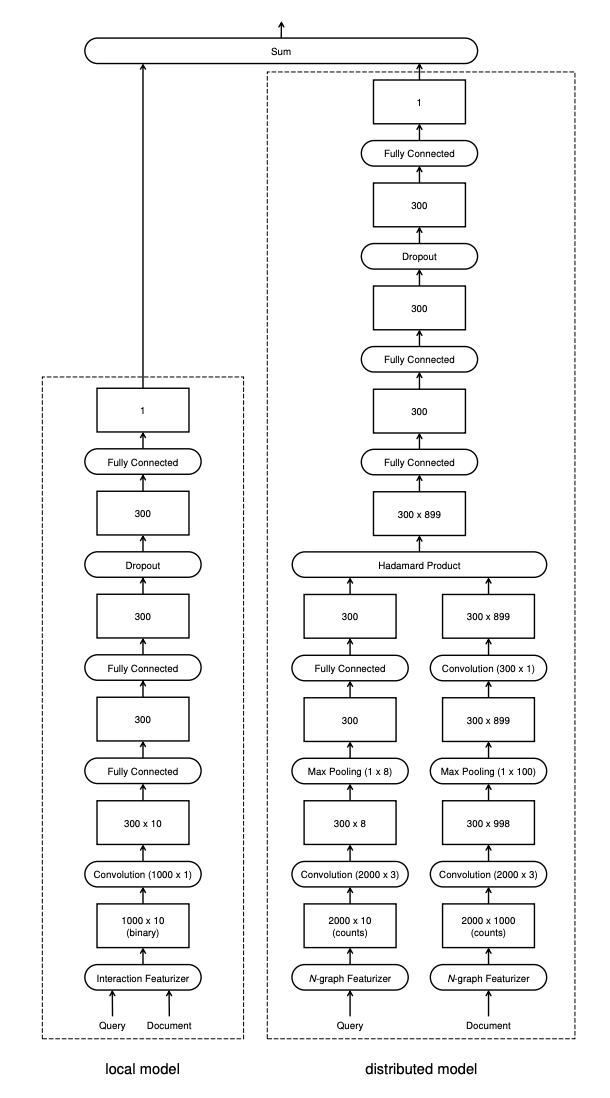 Sum
1
Fully Connected
300
Dropout
300
Fully Connected
300
Fully Connected
300 x 899
Hadamard Product
1
Fully Connected
300
Dropout
300
Fully Connected
300
Fully Connected
300 x 10
Convolution (1000 x 1)
1000 x 10
(binary)
Interaction Featurizer
Query
Document
local model
300
Fully Connected
300
Max Pooling (1 x 8)
300 x 8
Convolution (2000 x 3)
2000 x 10
(counts)
N-graph Featurizer
Query
300 x 899
Convolution (300 x 1)
300 x 899
Max Pooling (1 x 100)
300 x 998
Convolution (2000 x 3)
2000 x 1000
(counts)
N-graph Featurizer
Document
distributed model